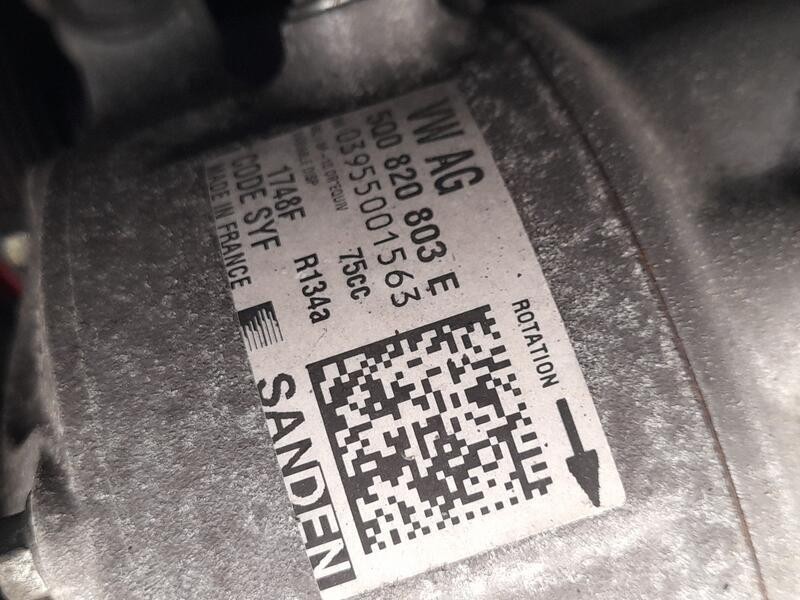 VW AG
5Q0 820 803 E
03955001563
75CC
1748F
R134a
CODE SYF
MADE IN FRANCE
SANDEN
ROTATION